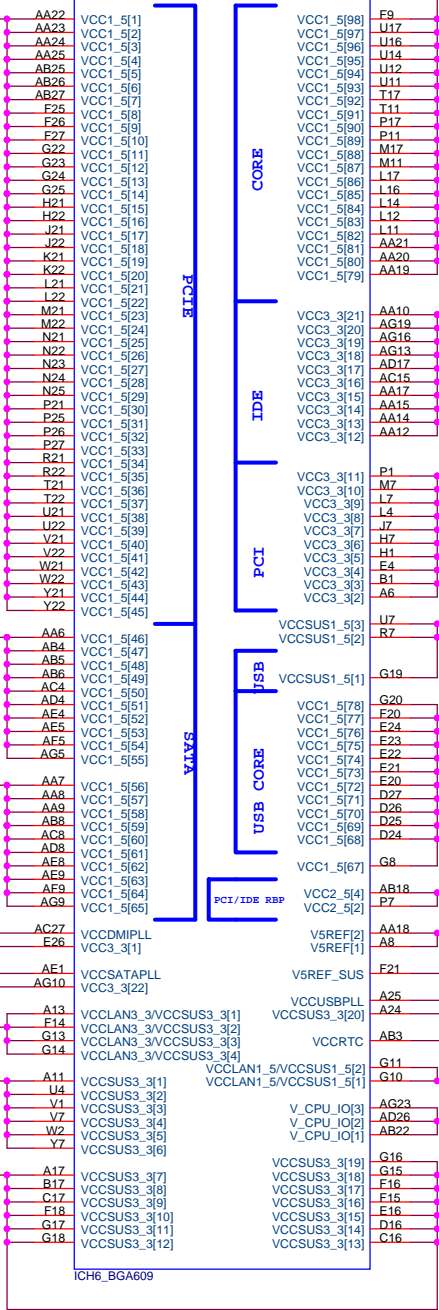 AA22 VCC1_5[1]
AA23 VCC1_5[2]
AA24 VCC1_5[3]
AA25 VCC1_5[4]
AB25 VCC1_5[5]
AB26 VCC1_5[6]
AB27 VCC1_5[7]
F25 VCC1_5[8]
F26 VCC1_5[9]
F27 VCC1_5[10]
G22 VCC1_5[11]
G23 VCC1_5[12]
G24 VCC1_5[13]
G25 VCC1_5[14]
H21 VCC1_5[15]
H22 VCC1_5[16]
J21 VCC1_5[17]
J22 VCC1_5[18]
K21 VCC1_5[19]
K22 VCC1_5[20]
L21 VCC1_5[21]
L22 VCC1_5[22]
M21 VCC1_5[23]
M22 VCC1_5[24]
N21 VCC1_5[25]
N22 VCC1_5[26]
N23 VCC1_5[27]
N24 VCC1_5[28]
N25 VCC1_5[29]
P21 VCC1_5[30]
P25 VCC1_5[31]
P26 VCC1_5[32]
P27 VCC1_5[33]
R21 VCC1_5[34]
R22 VCC1_5[35]
T21 VCC1_5[36]
T22 VCC1_5[37]
U21 VCC1_5[38]
U22 VCC1_5[39]
V21 VCC1_5[40]
V22 VCC1_5[41]
W21 VCC1_5[42]
W22 VCC1_5[43]
Y21 VCC1_5[44]
Y22 VCC1_5[45]
AA6 VCC1_5[46]
AB4 VCC1_5[47]
AB5 VCC1_5[48]
AB6 VCC1_5[49]
AC4 VCC1_5[50]
AD4 VCC1_5[51]
AE4 VCC1_5[52]
AE5 VCC1_5[53]
AF5 VCC1_5[54]
AG5 VCC1_5[55]
AA7 VCC1_5[56]
AA8 VCC1_5[57]
AA9 VCC1_5[58]
AB8 VCC1_5[59]
AC8 VCC1_5[60]
AD8 VCC1_5[61]
AE8 VCC1_5[62]
AE9 VCC1_5[63]
AF9 VCC1_5[64]
AG9 VCC1_5[65]
AC27 VCCDMIPLL
E26 VCC3_3[1]
AE1 VCCSATAPLL
AG10 VCC3_3[22]
A13 VCCLAN3_3/VCCSUS3_3[1]
F14 VCCLAN3_3/VCCSUS3_3[2]
G13 VCCLAN3_3/VCCSUS3_3[3]
G14 VCCLAN3_3/VCCSUS3_3[4]
A11 VCCSUS3_3[1]
U4 VCCSUS3_3[2]
V1 VCCSUS3_3[3]
V7 VCCSUS3_3[4]
W2 VCCSUS3_3[5]
Y7 VCCSUS3_3[6]
A17 VCCSUS3_3[7]
B17 VCCSUS3_3[8]
C17 VCCSUS3_3[9]
F18 VCCSUS3_3[10]
G17 VCCSUS3_3[11]
G18 VCCSUS3_3[12]
PCIE
SATA
CORE
IDE
PCI
USB
USB CORE
PCI/IDE RBP
VCC1_5[98] F9
VCC1_5[97] U17
VCC1_5[96] U16
VCC1_5[95] U14
VCC1_5[94] U12
VCC1_5[93] U11
VCC1_5[92] T17
VCC1_5[91] T11
VCC1_5[90] P17
VCC1_5[89] P11
VCC1_5[88] M17
VCC1_5[87] M11
VCC1_5[86] L17
VCC1_5[85] L16
VCC1_5[84] L14
VCC1_5[83] L12
VCC1_5[82] L11
VCC1_5[81] AA21
VCC1_5[80] AA20
VCC1_5[79] AA19
VCC3_3[21] AA10
VCC3_3[20] AG19
VCC3_3[19] AG16
VCC3_3[18] AG13
VCC3_3[17] AD17
VCC3_3[16] AC15
VCC3_3[15] AA17
VCC3_3[14] AA15
VCC3_3[13] AA14
VCC3_3[12] AA12
VCC3_3[11] P1
VCC3_3[10] M7
VCC3_3[9] L7
VCC3_3[8] L4
VCC3_3[7] J7
VCC3_3[6] H7
VCC3_3[5] H1
VCC3_3[4] E4
VCC3_3[3] B1
VCC3_3[2] A6
VCCSUS1_5[3] U7
VCCSUS1_5[2] R7
VCCSUS1_5[1] G19
VCC1_5[78] G20
VCC1_5[77] F20
VCC1_5[76] E24
VCC1_5[75] E23
VCC1_5[74] E22
VCC1_5[73] E21
VCC1_5[72] E20
VCC1_5[71] D27
VCC1_5[70] D26
VCC1_5[69] D25
VCC1_5[68] D24
VCC1_5[67] G8
VCC2_5[4] AB18
VCC2_5[2] P7
V5REF[2] AA18
V5REF[1] A8
V5REF_SUS F21
VCCUSBPLL A25
VCCSUS3_3[20] A24
VCCRTC AB3
VCCLAN1_5/VCCSUS1_5[2] G11
VCCLAN1_5/VCCSUS1_5[1] G10
V_CPU_IO[3] AG23
V_CPU_IO[2] AD26
V_CPU_IO[1] AB22
VCCSUS3_3[19] G16
VCCSUS3_3[18] G15
VCCSUS3_3[17] F16
VCCSUS3_3[16] F15
VCCSUS3_3[15] E16
VCCSUS3_3[14] D16
VCCSUS3_3[13] C16
ICH6_BGA609